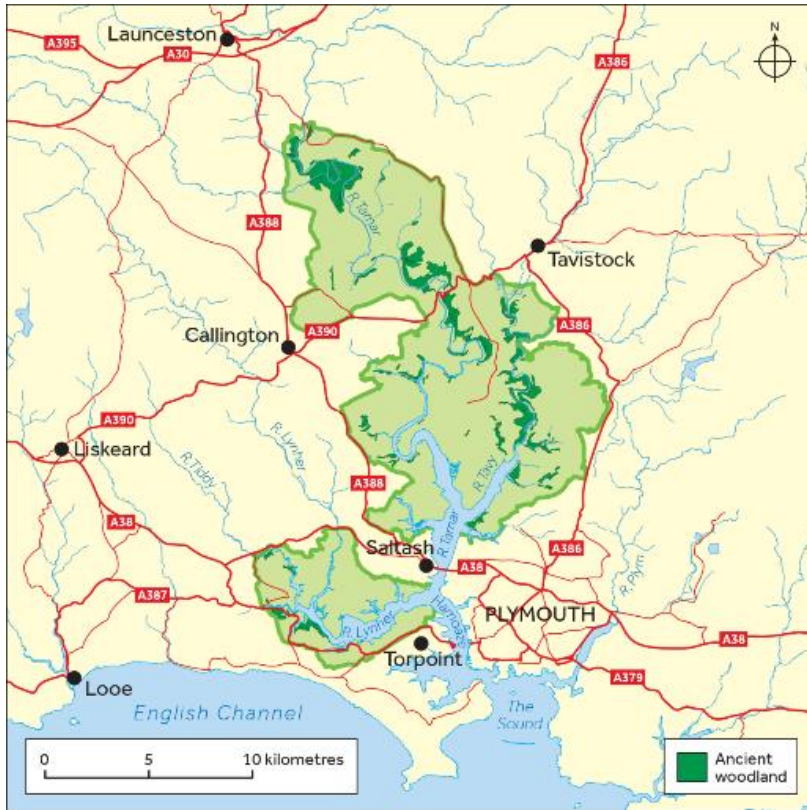 Launceston
N
A395
A30
A386
R. Tamar
A388
Tavistock
Callington
A390
A386
A390
Liskeard
R. Lynher
R. Tiddy
R. Tavy
A388
A38
R. Tamar
Saltash
A38
A386
R. Plym
A387
Hamoaze
PLYMOUTH
R. Lynher
A38
Torpoint
A379
Looe
English Channel
The
Sound
0 5 10 kilometres
Ancient
woodland